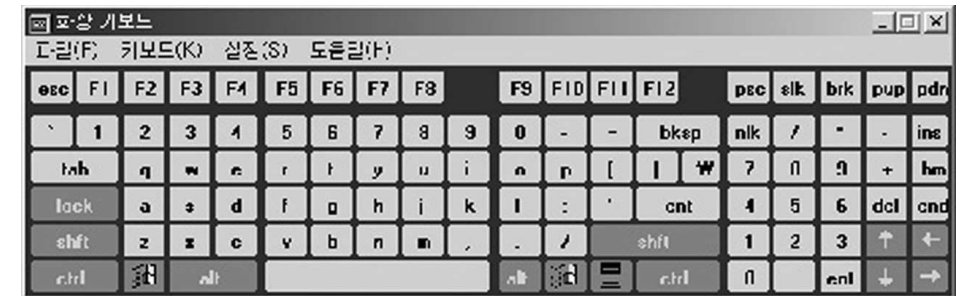 화상 키보드
파일(F) 키보드(K) 설정(S) 도움말(H)
esc F1 F2 F3 F4 F5 F6 F7 F8 F9 F10 F11 F12 psc slk brk pup pdn
` 1 2 3 4 5 6 7 8 9 0 - = bksp nlk / * - ins
tab q w e r t y u i o p [ ] ₩ 7 8 9 + hm
lock a s d f g h j k l ; ' ent 4 5 6 del end
shft z x c v b n m , . / shft 1 2 3 ↑ ←
ctrl alt alt ctrl 0 . ent ↓ →